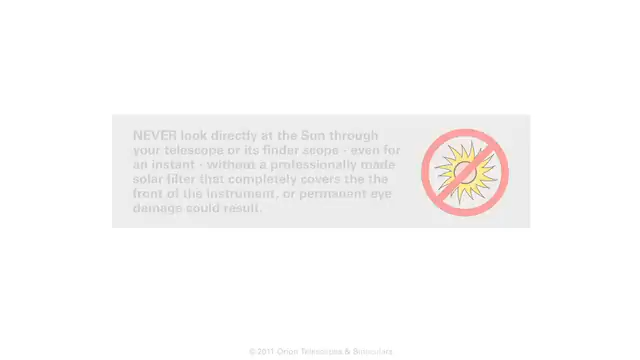 NEVER look directly at the Sun through
your telescope or its finder scope - even for
an instant - without a professionally made
solar filter that completely covers the the
front of the instrument, or permanent eye
damage could result.
© 2011 Orion Telescopes & Binoculars